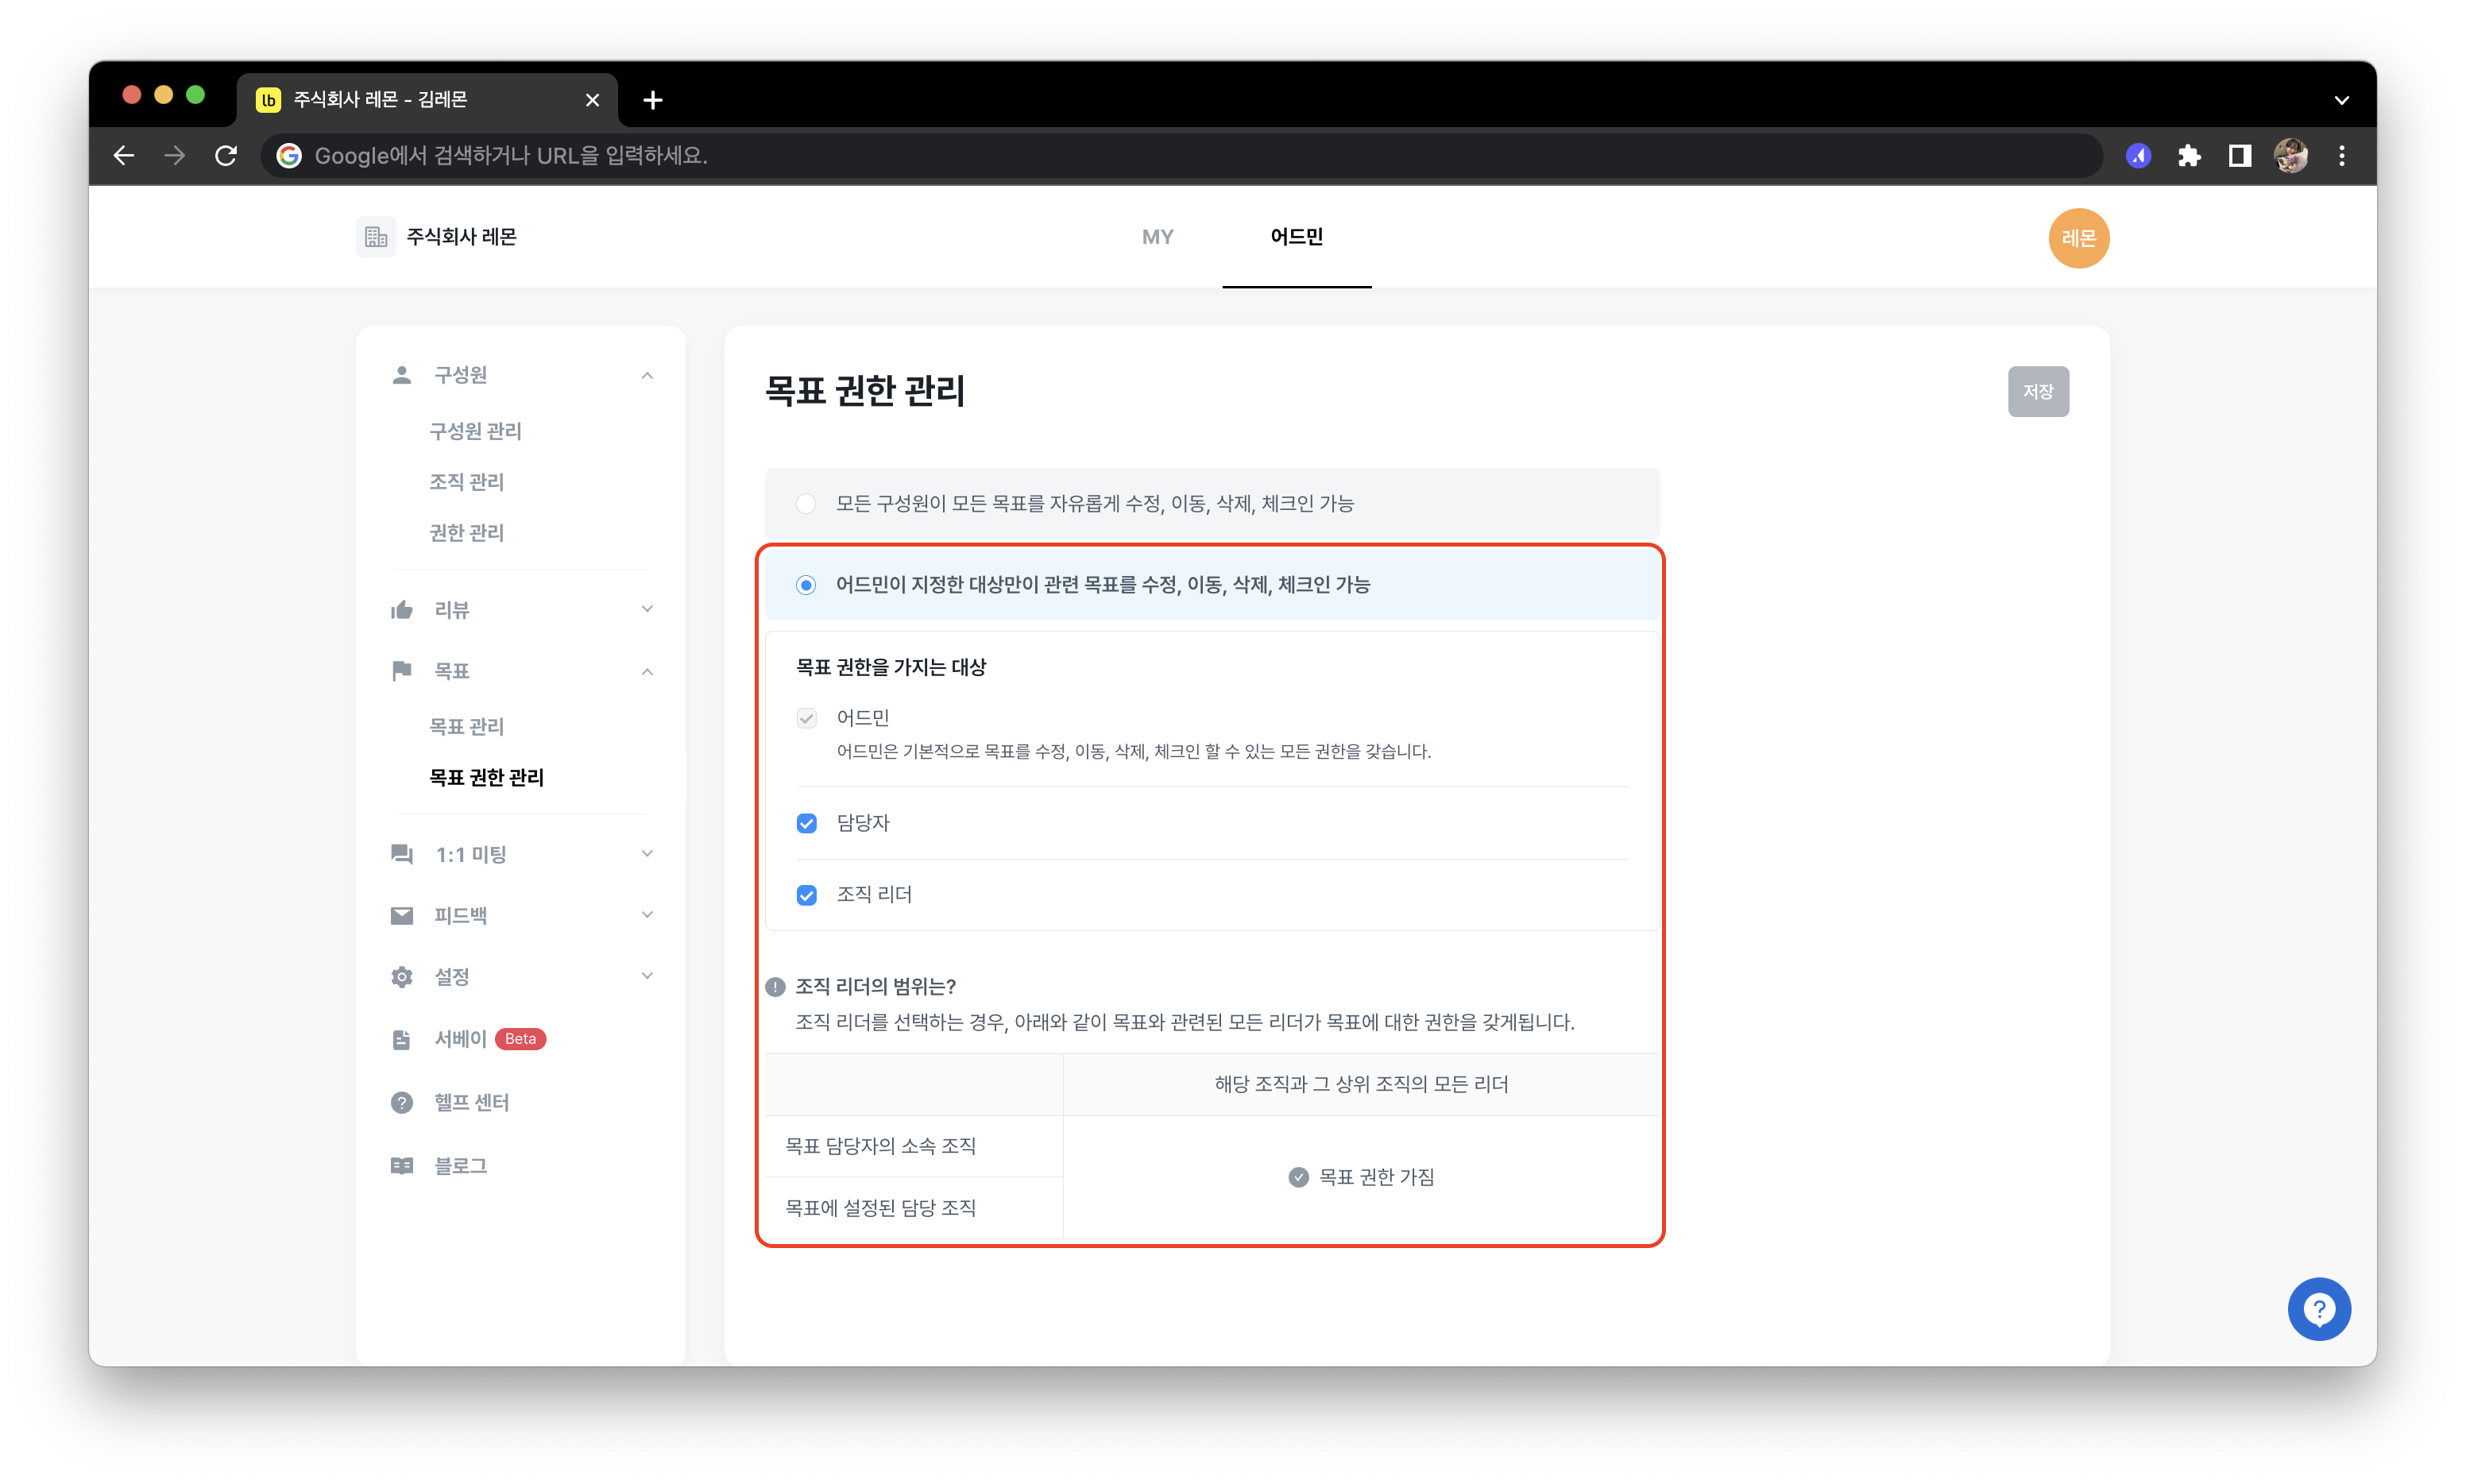 lb 주식회사 레몬 - 김레몬
Google에서 검색하거나 URL을 입력하세요.
주식회사 레몬
MY
어드민
레몬
구성원
구성원 관리
조직 관리
권한 관리
리뷰
목표
목표 관리
목표 권한 관리
1:1 미팅
피드백
설정
서베이 Beta
헬프 센터
블로그
목표 권한 관리
저장
모든 구성원이 모든 목표를 자유롭게 수정, 이동, 삭제, 체크인 가능
어드민이 지정한 대상만이 관련 목표를 수정, 이동, 삭제, 체크인 가능
목표 권한을 가지는 대상
어드민
어드민은 기본적으로 목표를 수정, 이동, 삭제, 체크인 할 수 있는 모든 권한을 갖습니다.
담당자
조직 리더
조직 리더의 범위는?
조직 리더를 선택하는 경우, 아래와 같이 목표와 관련된 모든 리더가 목표에 대한 권한을 갖게됩니다.
해당 조직과 그 상위 조직의 모든 리더
목표 담당자의 소속 조직
목표 권한 가짐
목표에 설정된 담당 조직